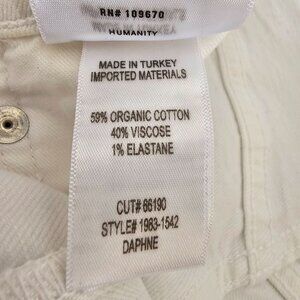 RN# 109670
HUMANITY
MADE IN TURKEY
IMPORTED MATERIALS
59% ORGANIC COTTON
40% VISCOSE
1% ELASTANE
CUT# 66190
STYLE# 1983-1542
DAPHNE